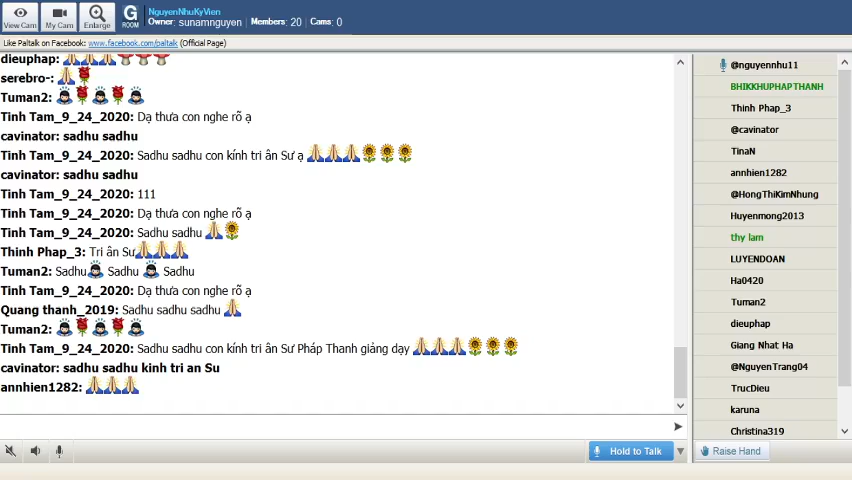 NguyenNhuKyVien
Owner: sunamnguyen Members: 20 Cams: 0
View Cam My Cam Enlarge G ROOM
Like Paltalk on Facebook: www.facebook.com/paltalk (Official Page)
dieuphap: 🙏🙏🙏🍄🍄🍄
serebro-: 🙏🌹
Tuman2: 🙇🌹🙇🌹🙇
Tinh Tam_9_24_2020: Dạ thưa con nghe rõ ạ
cavinator: sadhu sadhu
Tinh Tam_9_24_2020: Sadhu sadhu con kính tri ân Sư ạ 🙏🙏🙏🌻🌻🌻
cavinator: sadhu sadhu
Tinh Tam_9_24_2020: 111
Tinh Tam_9_24_2020: Dạ thưa con nghe rõ ạ
Tinh Tam_9_24_2020: Sadhu sadhu 🙏🌻
Thinh Phap_3: Tri ân Sư🙏🙏🙏
Tuman2: Sadhu🙇 Sadhu 🙇 Sadhu
Tinh Tam_9_24_2020: Dạ thưa con nghe rõ ạ
Quang thanh_2019: Sadhu sadhu sadhu 🙏
Tuman2: 🙇🌹🙇🌹🙇
Tinh Tam_9_24_2020: Sadhu sadhu con kính tri ân Sư Pháp Thanh giảng dạy 🙏🙏🙏🌻🌻🌻
cavinator: sadhu sadhu kinh tri an Su
annhien1282: 🙏🙏🙏
Hold to Talk
@nguyennhu11
BHIKKHUPHAPTHANH
Thinh Phap_3
@cavinator
TinaN
annhien1282
@HongThiKimNhung
Huyenmong2013
thy lam
LUYENDOAN
Ha0420
Tuman2
dieuphap
Giang Nhat Ha
@NguyenTrang04
TrucDieu
karuna
Christina319
Raise Hand